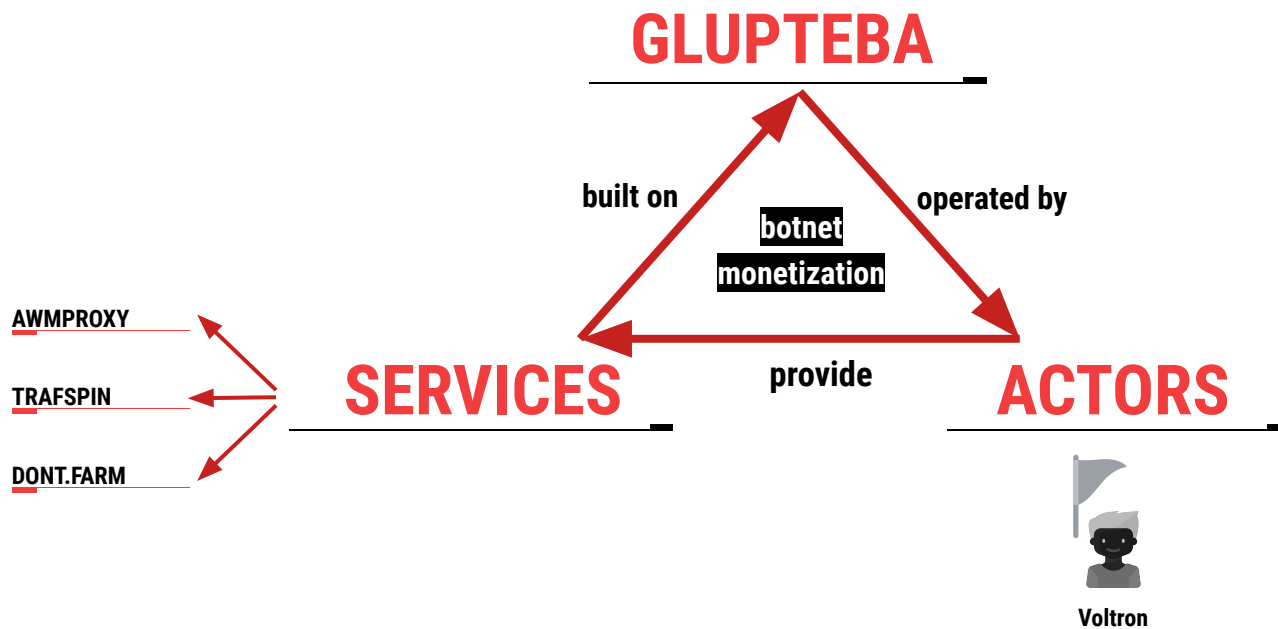 GLUPTEBA
built on
operated by
botnet
monetization
AWMPROXY
TRAFSPIN
DONT.FARM
SERVICES
provide
ACTORS
Voltron